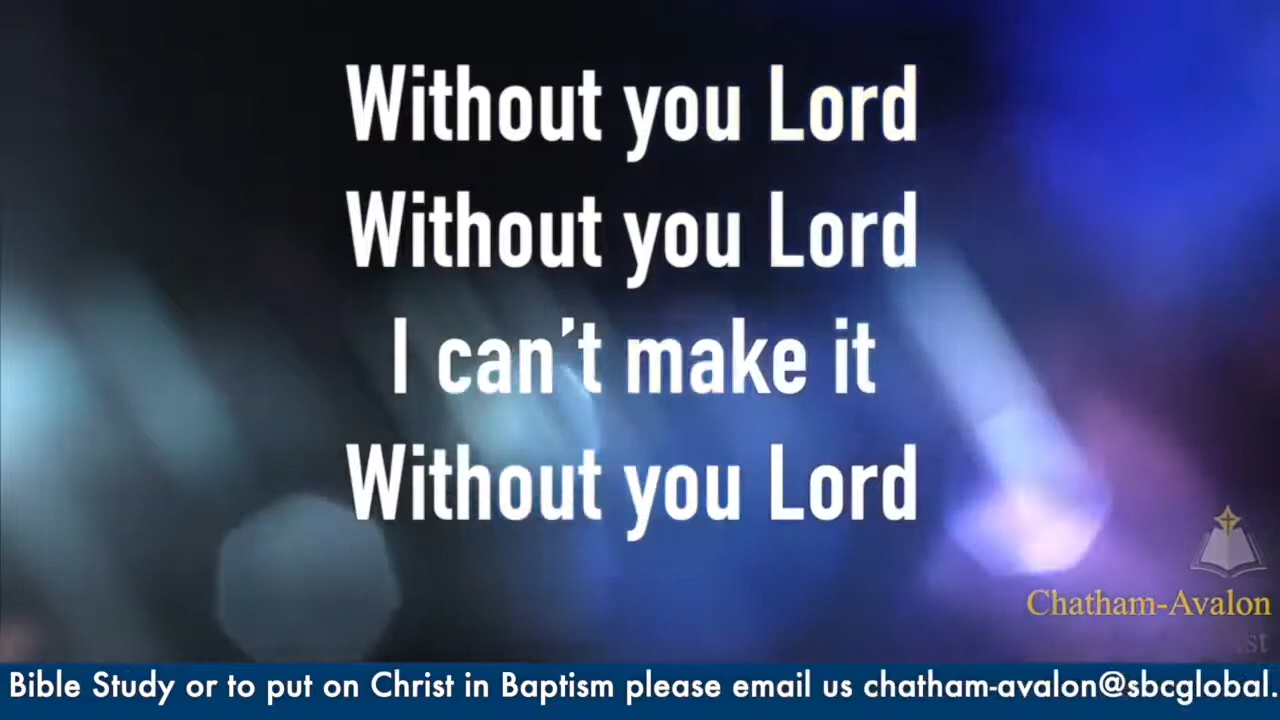 Without you Lord
Without you Lord
I can’t make it
Without you Lord
Chatham-Avalon
st
Bible Study or to put on Christ in Baptism please email us chatham-avalon@sbcglobal.